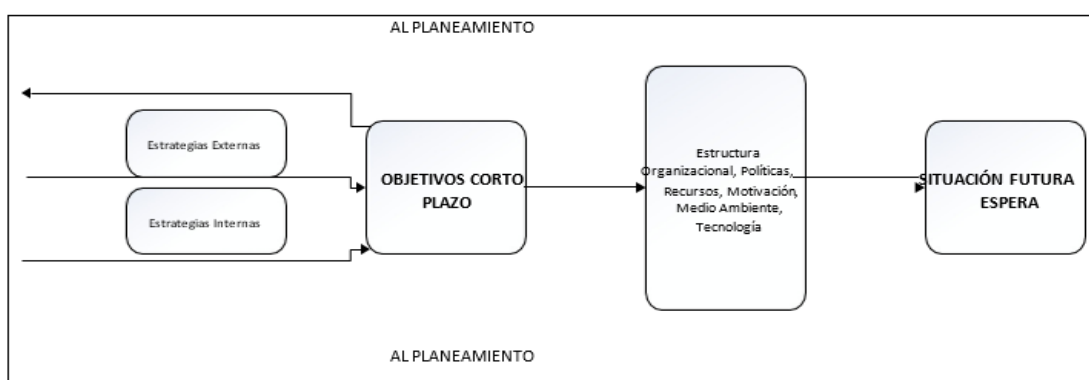 AL PLANEAMIENTO
Estrategias Externas
Estrategias Internas
OBJETIVOS CORTO
PLAZO
Estructura
Organizacional, Políticas,
Recursos, Motivación,
Medio Ambiente,
Tecnología
SITUACIÓN FUTURA
ESPERA
AL PLANEAMIENTO